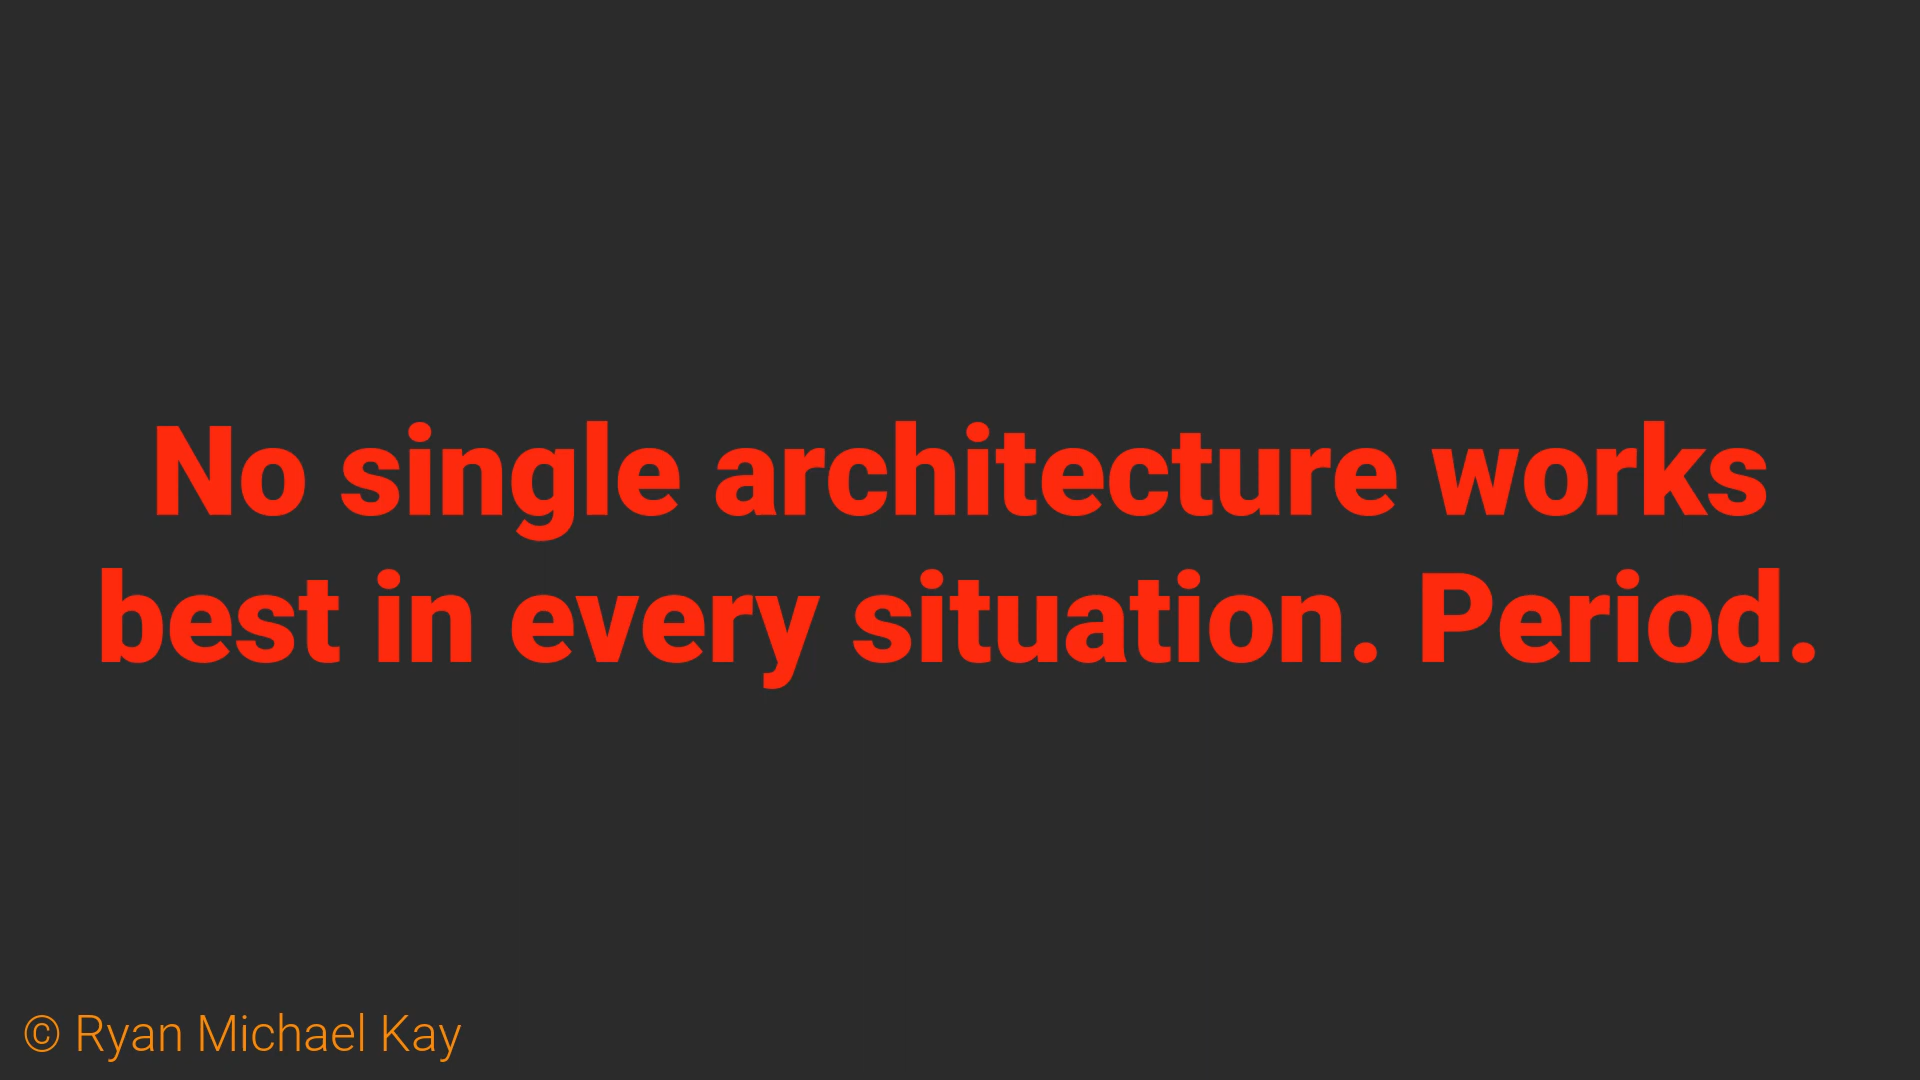 No single architecture works
best in every situation. Period.
© Ryan Michael Kay